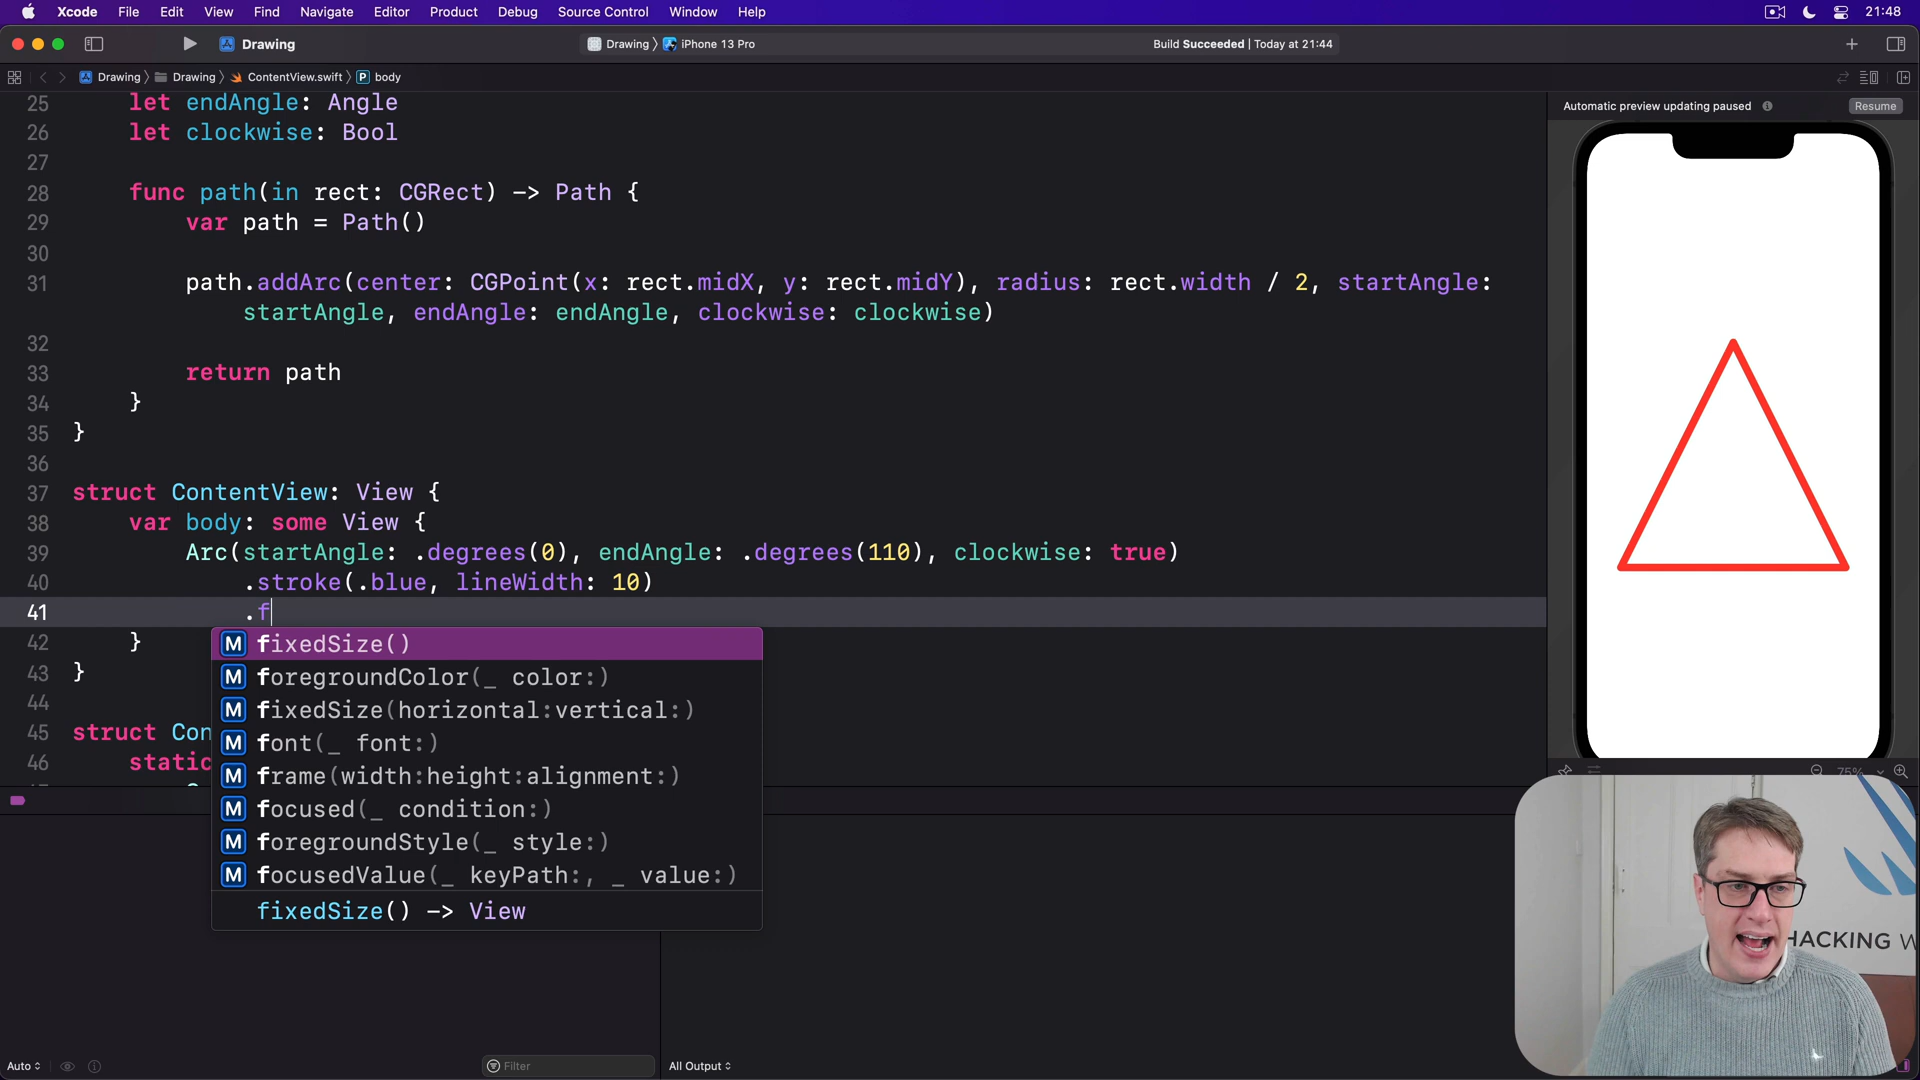 Xcode File Edit View Find Navigate Editor Product Debug Source Control Window Help 21:48
Drawing Drawing 〉 iPhone 13 Pro Build Succeeded | Today at 21:44
Drawing 〉 Drawing 〉 ContentView.swift 〉 P body
Automatic preview updating paused Resume
25 let endAngle: Angle
26 let clockwise: Bool
27
28 func path(in rect: CGRect) -> Path {
29 var path = Path()
30
31 path.addArc(center: CGPoint(x: rect.midX, y: rect.midY), radius: rect.width / 2, startAngle:
startAngle, endAngle: endAngle, clockwise: clockwise)
32
33 return path
34 }
35 }
36
37 struct ContentView: View {
38 var body: some View {
39 Arc(startAngle: .degrees(0), endAngle: .degrees(110), clockwise: true)
40 .stroke(.blue, lineWidth: 10)
41 .f
42 }
43 }
44
45 struct Con
46 static
M fixedSize()
M foregroundColor(_ color:)
M fixedSize(horizontal:vertical:)
M font(_ font:)
M frame(width:height:alignment:)
M focused(_ condition:)
M foregroundStyle(_ style:)
M focusedValue(_ keyPath:, _ value:)
fixedSize() -> View
75%
HACKING W
Auto Filter All Output